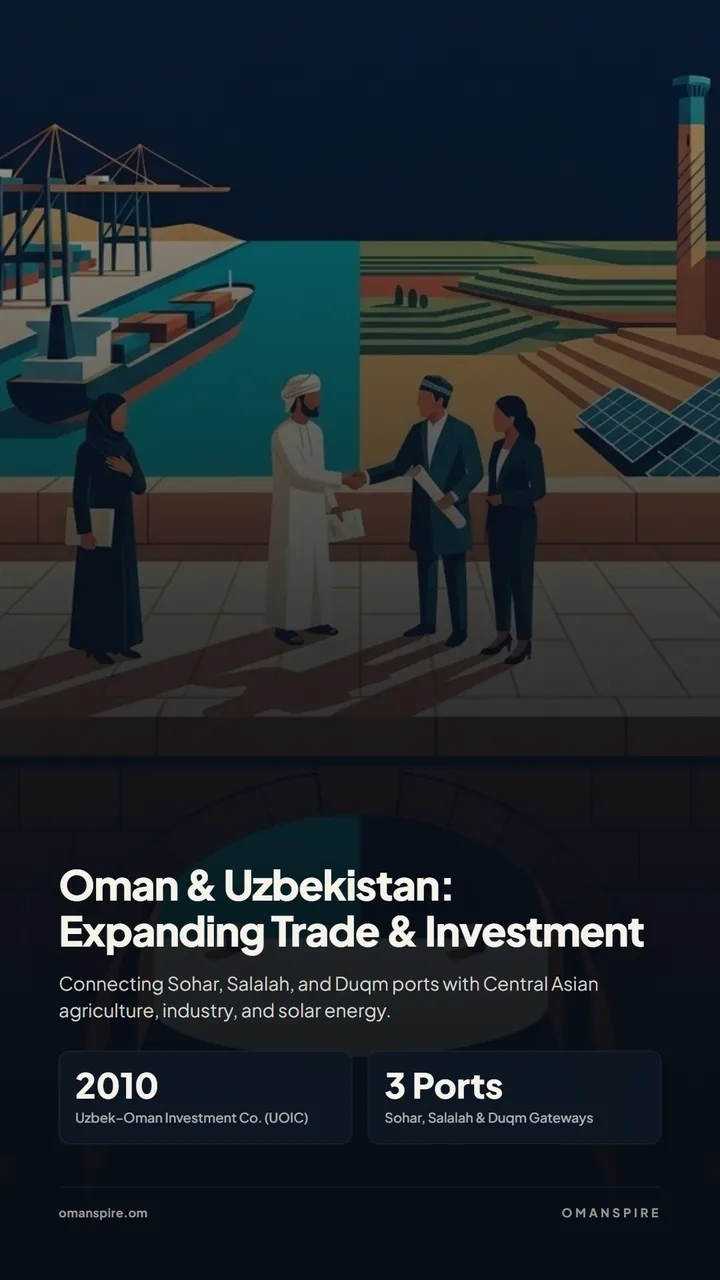 Oman & Uzbekistan:
Expanding Trade & Investment
Connecting Sohar, Salalah, and Duqm ports with Central Asian
agriculture, industry, and solar energy.
2010
Uzbek–Oman Investment Co. (UOIC)
3 Ports
Sohar, Salalah & Duqm Gateways
omanspire.om
OMANSPIRE